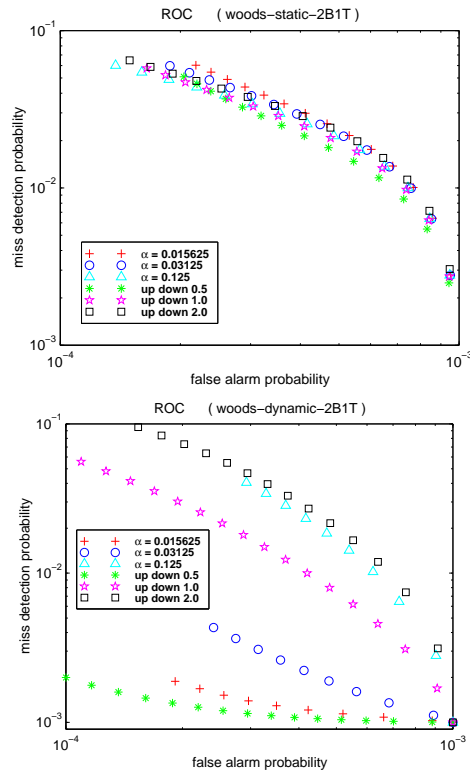 ROC ( woods-static-2B1T )
miss detection probability
10⁻¹
10⁻²
10⁻³
α = 0.015625
α = 0.03125
α = 0.125
up down 0.5
up down 1.0
up down 2.0
10⁻⁴
10⁻³
false alarm probability
ROC ( woods-dynamic-2B1T )
miss detection probability
10⁻¹
10⁻²
10⁻³
α = 0.015625
α = 0.03125
α = 0.125
up down 0.5
up down 1.0
up down 2.0
10⁻⁴
10⁻³
false alarm probability